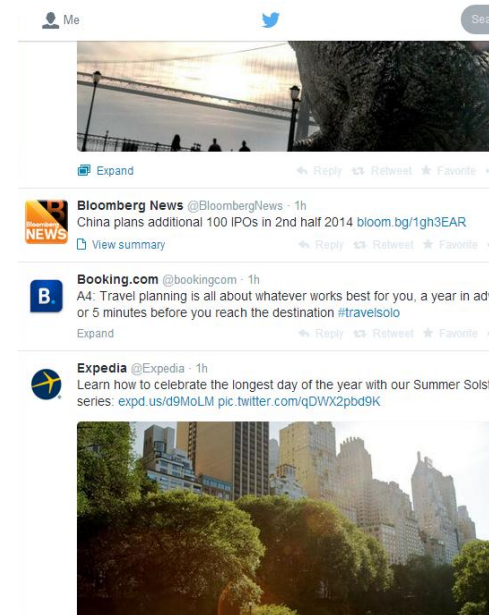 Me
Sea
Expand
Reply Retweet Favorite
Bloomberg NEWS
Bloomberg News @BloombergNews · 1h
China plans additional 100 IPOs in 2nd half 2014 bloom.bg/1gh3EAR
View summary Reply Retweet Favorite
B.
Booking.com @bookingcom · 1h
A4: Travel planning is all about whatever works best for you, a year in adv
or 5 minutes before you reach the destination #travelsolo
Expand Reply Retweet Favorite
Expedia @Expedia · 1h
Learn how to celebrate the longest day of the year with our Summer Solst
series: expd.us/d9MoLM pic.twitter.com/qDWX2pbd9K